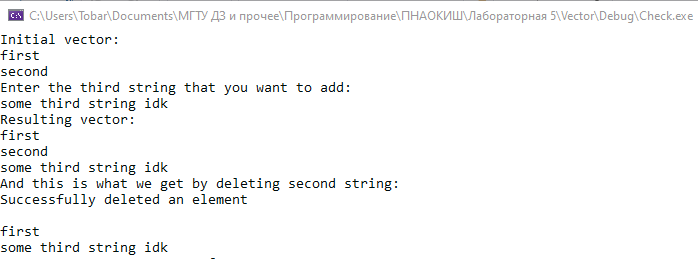 C:\Users\Tobar\Documents\МГТУ ДЗ и прочее\Программирование\ПНАОКИШ\Лабораторная 5\Vector\Debug\Check.exe
Initial vector:
first
second
Enter the third string that you want to add:
some third string idk
Resulting vector:
first
second
some third string idk
And this is what we get by deleting second string:
Successfully deleted an element
first
some third string idk